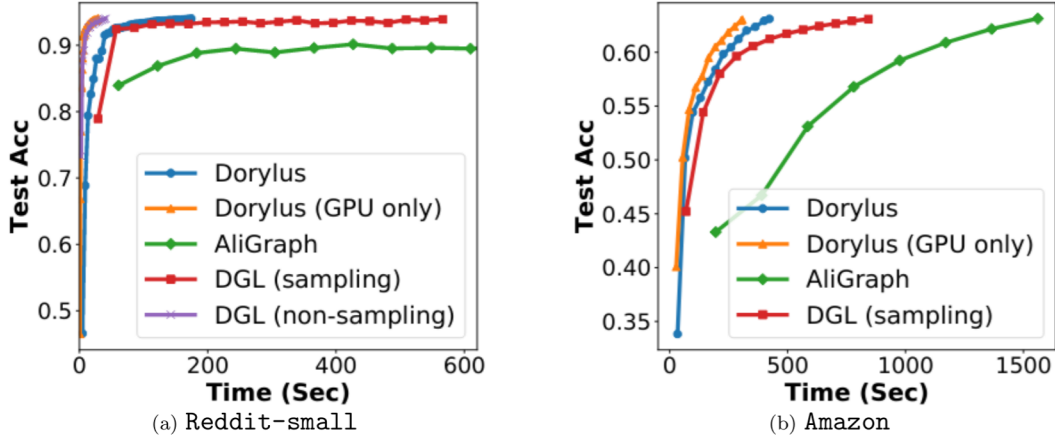 Test Acc
0.9
0.8
0.7
0.6
0.5
Dorylus
Dorylus (GPU only)
AliGraph
DGL (sampling)
DGL (non-sampling)
0 200 400 600
Time (Sec)
(a) Reddit-small
Test Acc
0.60
0.55
0.50
0.45
0.40
0.35
Dorylus
Dorylus (GPU only)
AliGraph
DGL (sampling)
0 500 1000 1500
Time (Sec)
(b) Amazon